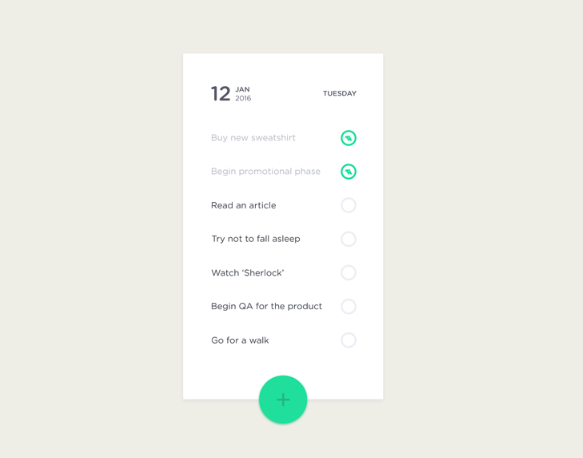 12 JAN
2016
TUESDAY
Buy new sweatshirt
Begin promotional phase
Read an article
Try not to fall asleep
Watch 'Sherlock'
Begin QA for the product
Go for a walk
+